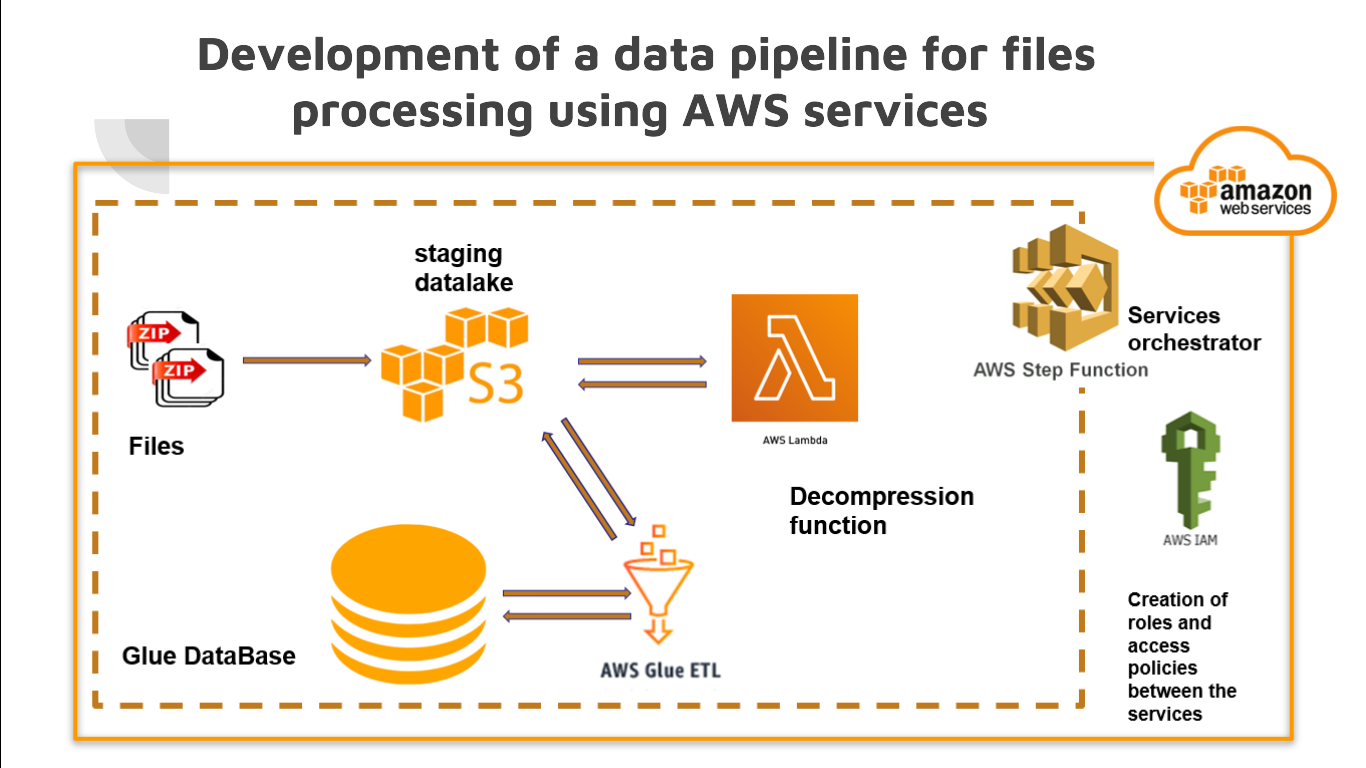 Development of a data pipeline for files
processing using AWS services
amazon
webservices
staging
datalake
ZIP
ZIP
S3
Files
AWS Lambda
Services
orchestrator
AWS Step Function
Decompression
function
AWS IAM
Glue DataBase
AWS Glue ETL
Creation of
roles and
access
policies
between the
services